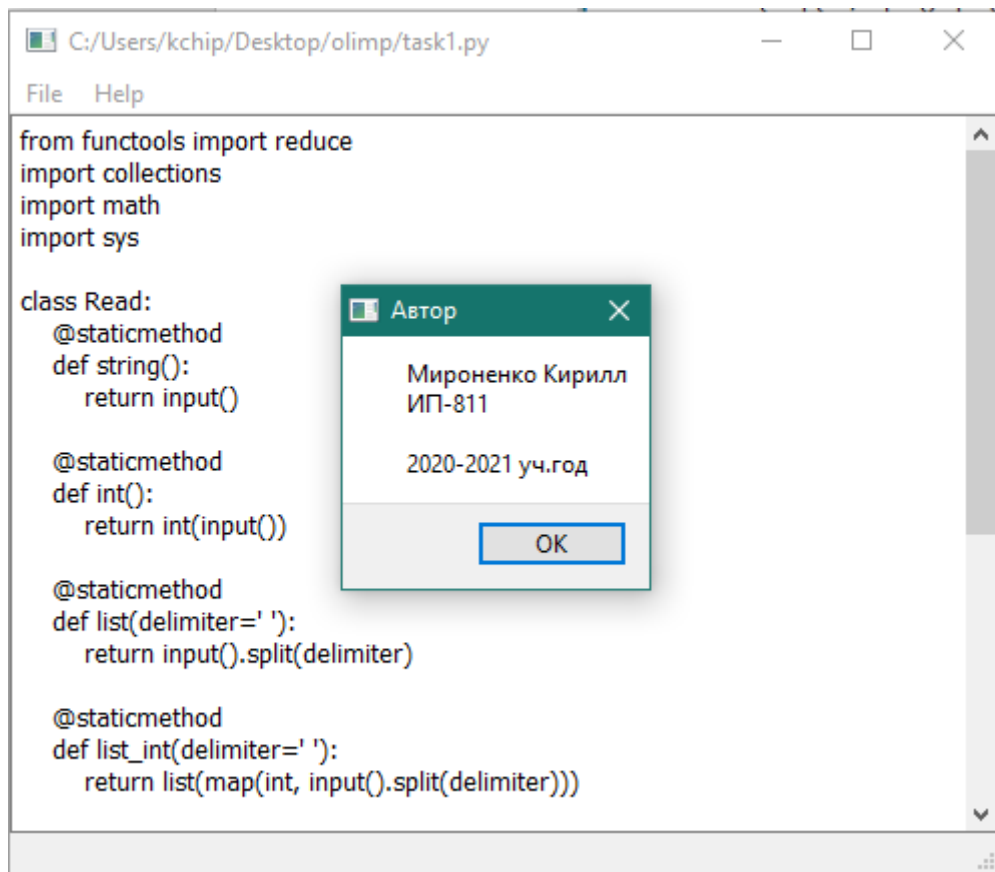 C:/Users/kchip/Desktop/olimp/task1.py
File Help
from functools import reduce
import collections
import math
import sys
class Read:
@staticmethod
def string():
return input()
@staticmethod
def int():
return int(input())
@staticmethod
def list(delimiter=' '):
return input().split(delimiter)
@staticmethod
def list_int(delimiter=' '):
return list(map(int, input().split(delimiter)))
Автор
Мироненко Кирилл
ИП-811
2020-2021 уч.год
OK